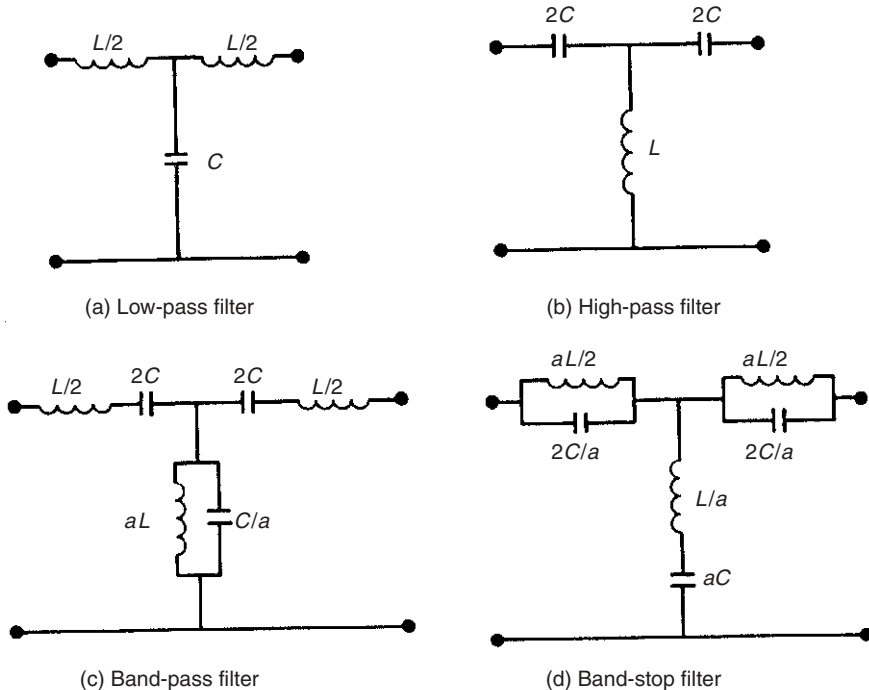 L/2 L/2
C
(a) Low-pass filter
2C 2C
L
(b) High-pass filter
L/2 2C 2C L/2
aL C/a
(c) Band-pass filter
aL/2 aL/2
2C/a 2C/a
L/a
aC
(d) Band-stop filter